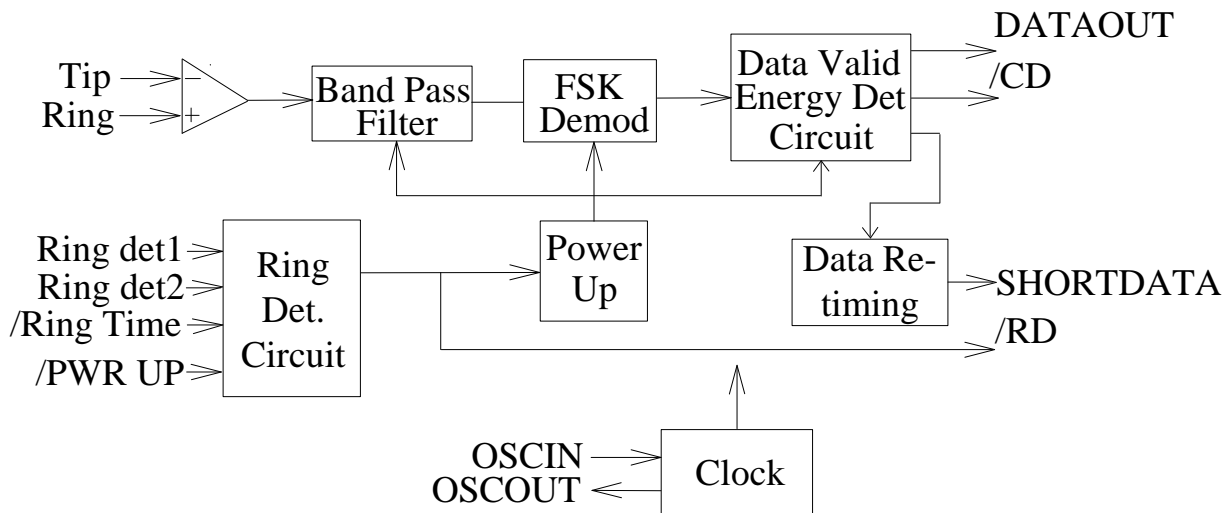 DATAOUT
/CD
Tip
Ring
−
+
Band Pass
Filter
FSK
Demod
Data Valid
Energy Det
Circuit
Ring det1
Ring det2
/Ring Time
/PWR UP
Ring
Det.
Circuit
Power
Up
Data Re-
timing
SHORTDATA
/RD
OSCIN
OSCOUT
Clock